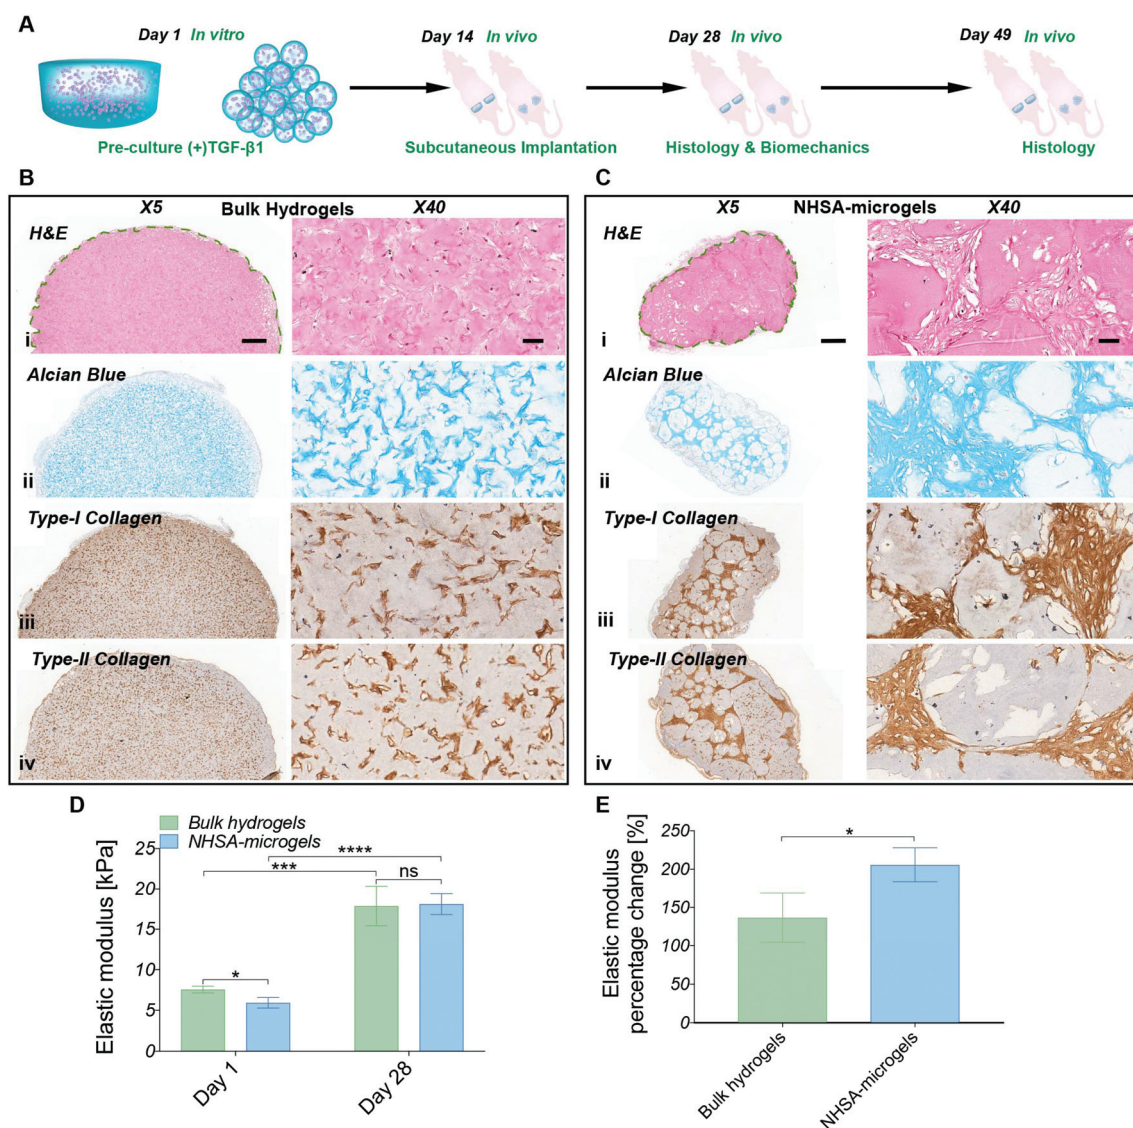 A
Day 1 In vitro
Day 14 In vivo
Day 28 In vivo
Day 49 In vivo
Pre-culture (+)TGF-β1
Subcutaneous Implantation
Histology & Biomechanics
Histology
B
X5 Bulk Hydrogels X40
H&E
i
Alcian Blue
ii
Type-I Collagen
iii
Type-II Collagen
iv
C
X5 NHSA-microgels X40
H&E
i
Alcian Blue
ii
Type-I Collagen
iii
Type-II Collagen
iv
D
Bulk hydrogels
NHSA-microgels
Elastic modulus [kPa]
25
20
15
10
5
0
****
***
ns
*
Day 1
Day 28
E
Elastic modulus
percentage change [%]
250
200
150
100
50
0
*
Bulk hydrogels
NHSA-microgels